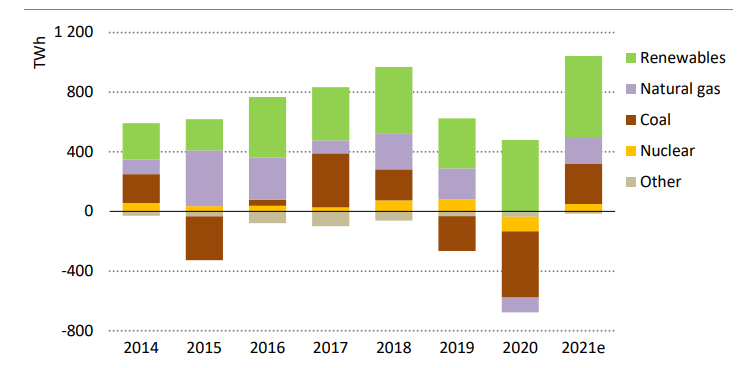 TWh
1 200
800
400
0
-400
-800
2014 2015 2016 2017 2018 2019 2020 2021e
Renewables
Natural gas
Coal
Nuclear
Other